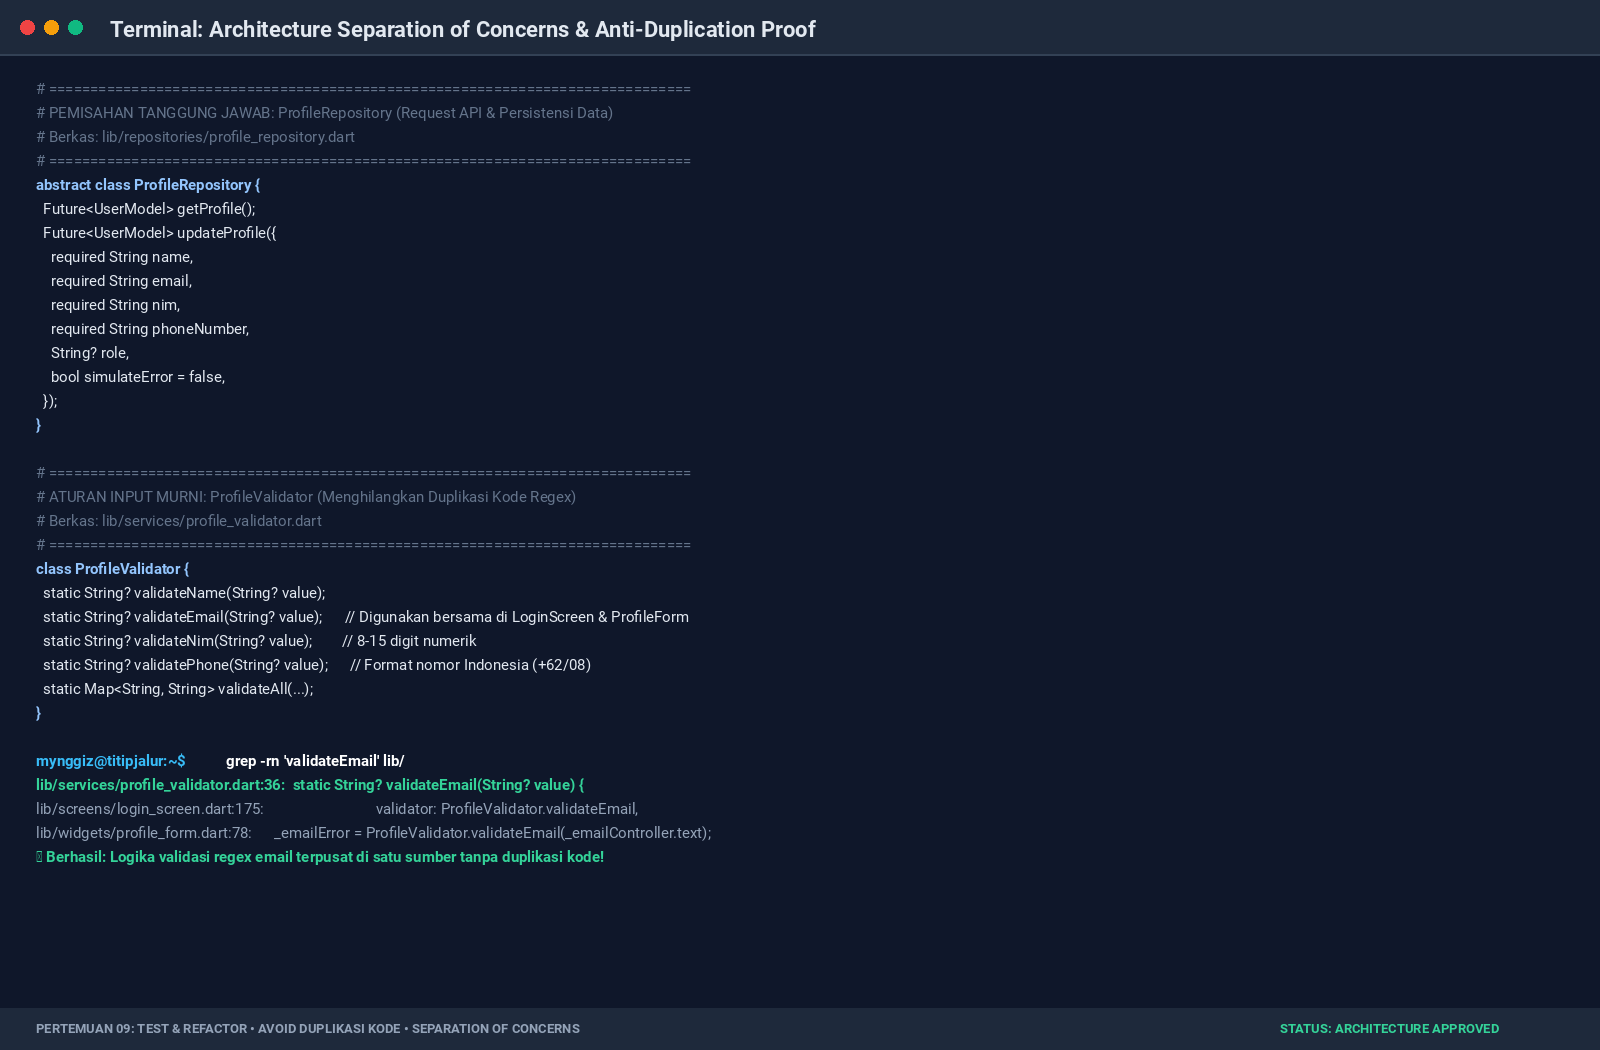 Terminal: Architecture Separation of Concerns & Anti-Duplication Proof
# ==============================================================================
# PEMISAHAN TANGGUNG JAWAB: ProfileRepository (Request API & Persistensi Data)
# Berkas: lib/repositories/profile_repository.dart
# ==============================================================================
abstract class ProfileRepository {
  Future<UserModel> getProfile();
  Future<UserModel> updateProfile({
    required String name,
    required String email,
    required String nim,
    required String phoneNumber,
    String? role,
    bool simulateError = false,
  });
}
# ==============================================================================
# ATURAN INPUT MURNI: ProfileValidator (Menghilangkan Duplikasi Kode Regex)
# Berkas: lib/services/profile_validator.dart
# ==============================================================================
class ProfileValidator {
  static String? validateName(String? value);
  static String? validateEmail(String? value);      // Digunakan bersama di LoginScreen & ProfileForm
  static String? validateNim(String? value);        // 8-15 digit numerik
  static String? validatePhone(String? value);      // Format nomor Indonesia (+62/08)
  static Map<String, String> validateAll(...);
}
mynggiz@titipjalur:~$ grep -rn 'validateEmail' lib/
lib/services/profile_validator.dart:36:  static String? validateEmail(String? value) {
lib/screens/login_screen.dart:175:                              validator: ProfileValidator.validateEmail,
lib/widgets/profile_form.dart:78:      _emailError = ProfileValidator.validateEmail(_emailController.text);
Berhasil: Logika validasi regex email terpusat di satu sumber tanpa duplikasi kode!
PERTEMUAN 09: TEST & REFACTOR • AVOID DUPLIKASI KODE • SEPARATION OF CONCERNS
STATUS: ARCHITECTURE APPROVED